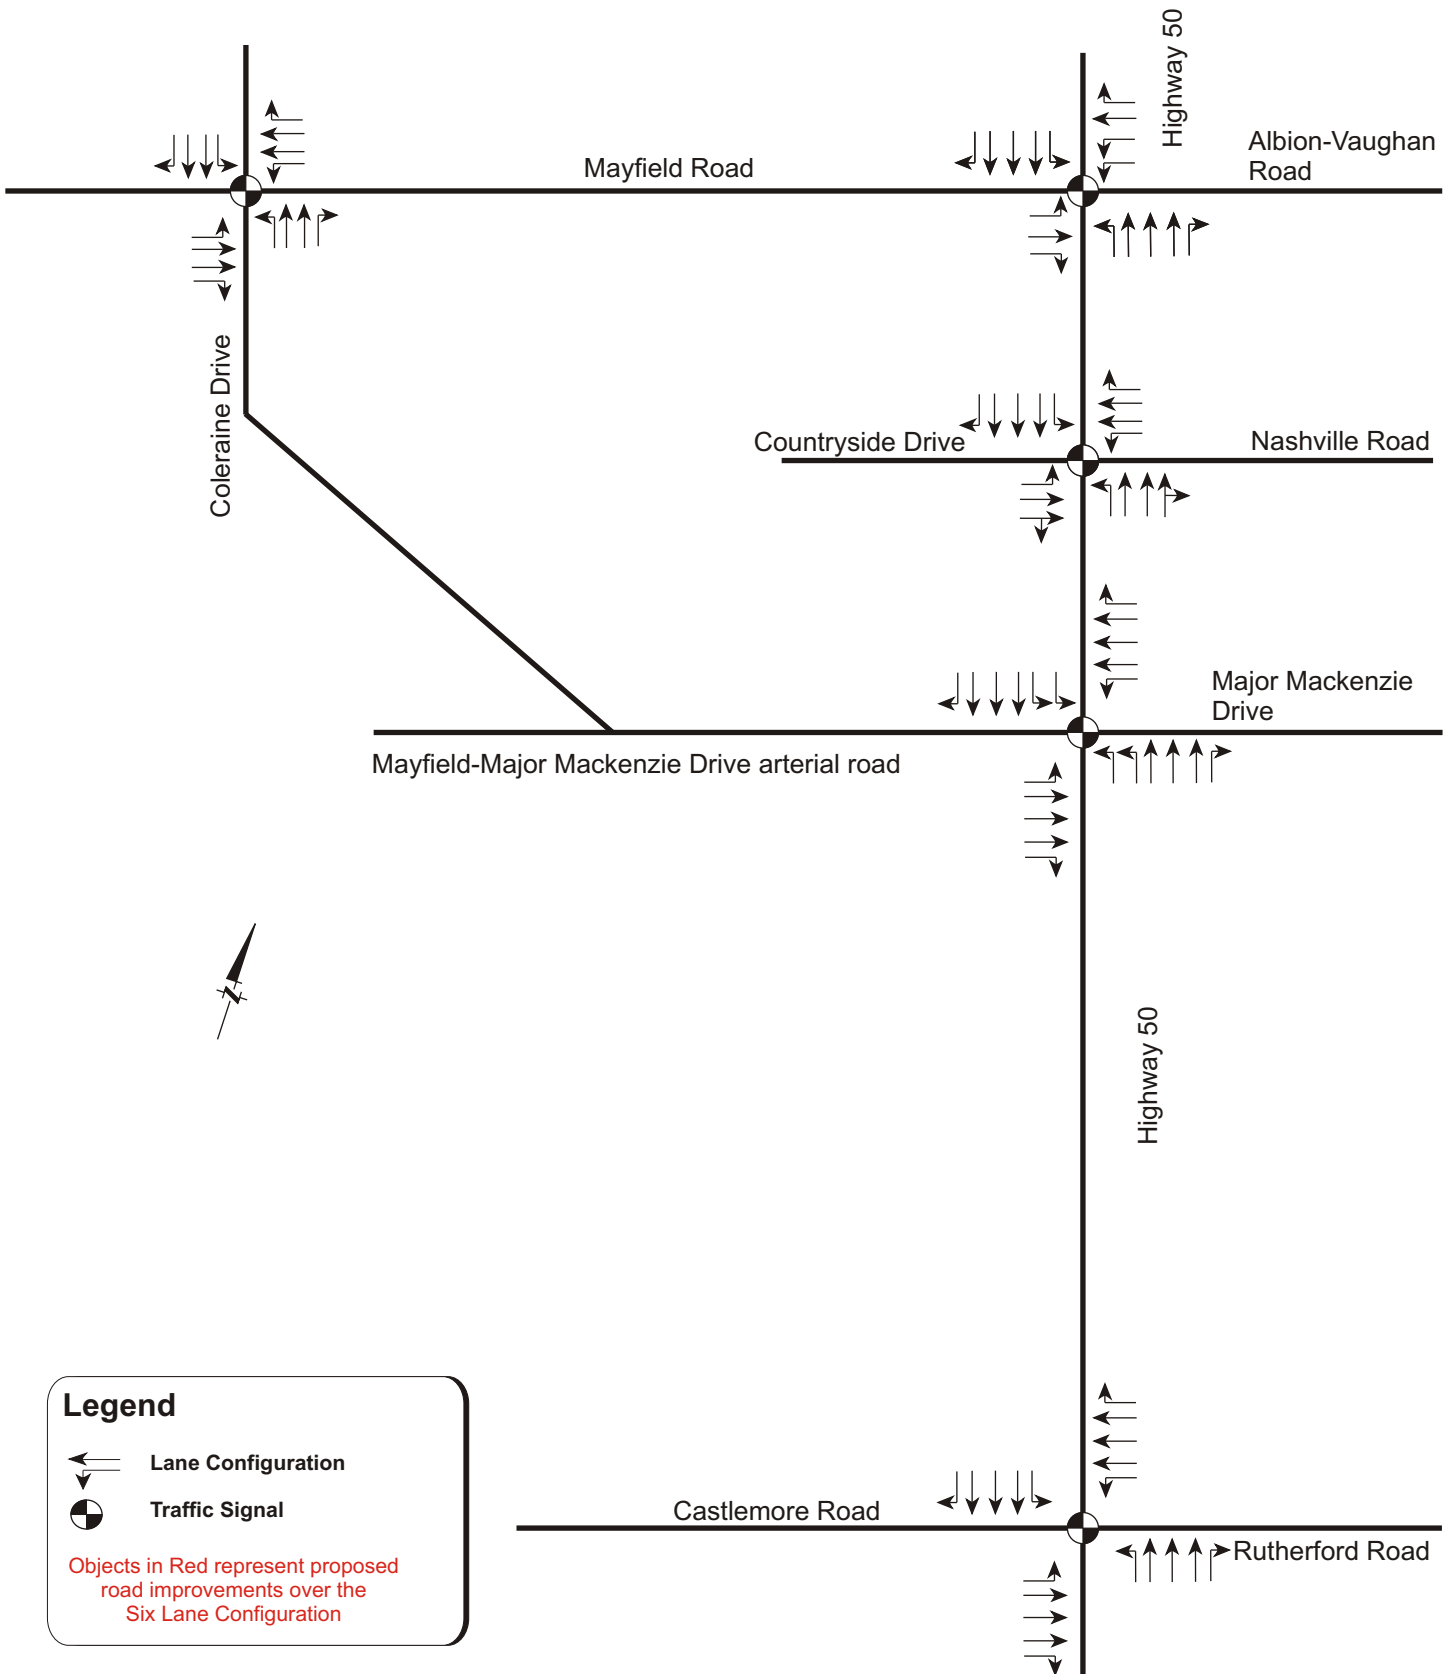 Highway 50
Albion-Vaughan
Road
Mayfield Road
Coleraine Drive
Countryside Drive
Nashville Road
Major Mackenzie
Drive
Mayfield-Major Mackenzie Drive arterial road
N
Highway 50
Legend
Lane Configuration
Traffic Signal
Objects in Red represent proposed
road improvements over the
Six Lane Configuration
Castlemore Road
Rutherford Road